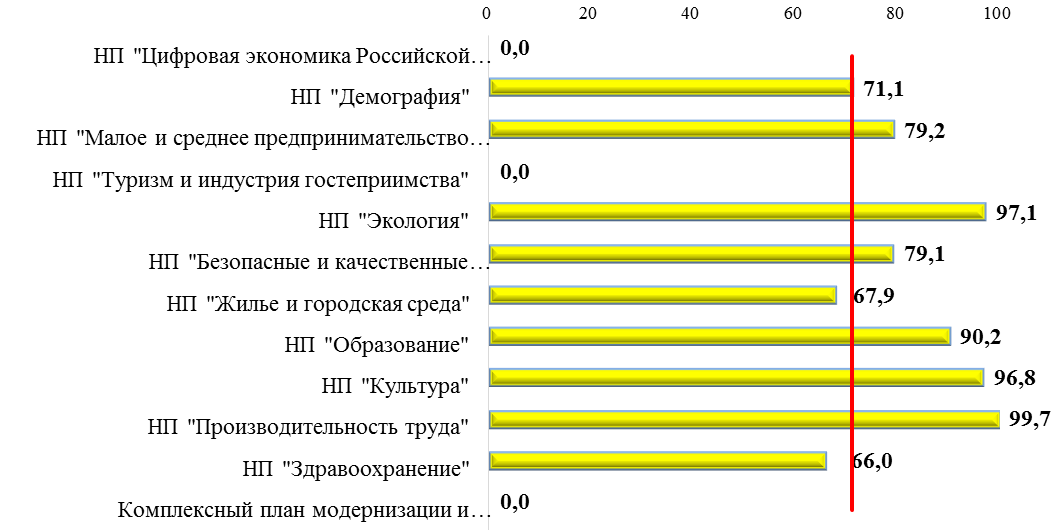 0 20 40 60 80 100
НП "Цифровая экономика Российской… 0,0
НП "Демография" 71,1
НП "Малое и среднее предпринимательство… 79,2
НП "Туризм и индустрия гостеприимства" 0,0
НП "Экология" 97,1
НП "Безопасные и качественные… 79,1
НП "Жилье и городская среда" 67,9
НП "Образование" 90,2
НП "Культура" 96,8
НП "Производительность труда" 99,7
НП "Здравоохранение" 66,0
Комплексный план модернизации и… 0,0